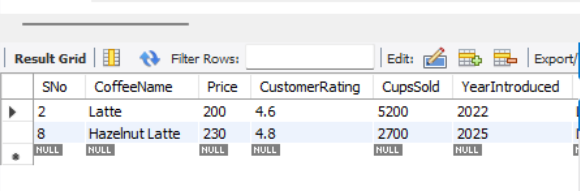 Result Grid Filter Rows: Edit: Export/
SNo CoffeeName Price CustomerRating CupsSold YearIntroduced
2 Latte 200 4.6 5200 2022
8 Hazelnut Latte 230 4.8 2700 2025
NULL NULL NULL NULL NULL NULL